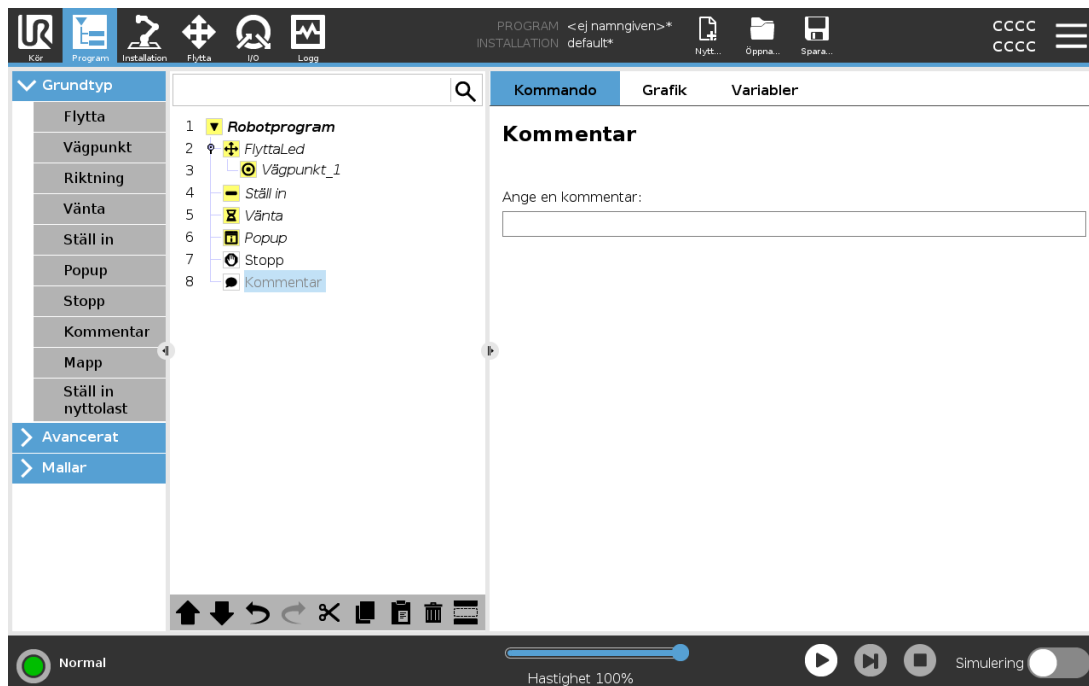 PROGRAM <ej namngiven>*
INSTALLATION default*
CCCC
CCCC
Kör
Program
Installation
Flytta
I/O
Logg
Nytt...
Öppna...
Spara...
Grundtyp
Flytta
Vägpunkt
Riktning
Vänta
Ställ in
Popup
Stopp
Kommentar
Mapp
Ställ in
nyttolast
Avancerat
Mallar
1 Robotprogram
2 FlyttaLed
3 Vägpunkt_1
4 Ställ in
5 Vänta
6 Popup
7 Stopp
8 Kommentar
Kommando Grafik Variabler
Kommentar
Ange en kommentar:
Normal
Hastighet 100%
Simulering